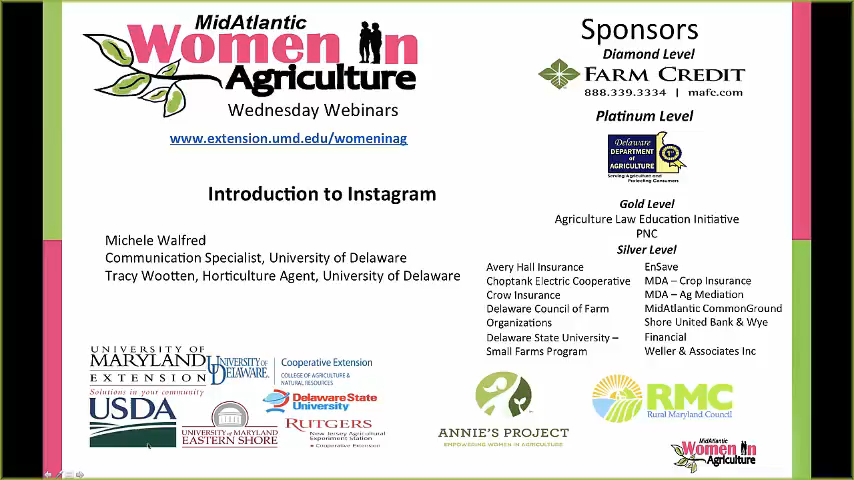 MidAtlantic
Women in
Agriculture
Wednesday Webinars
www.extension.umd.edu/womeninag
Introduction to Instagram
Michele Walfred
Communication Specialist, University of Delaware
Tracy Wootten, Horticulture Agent, University of Delaware
Sponsors
Diamond Level
FARM CREDIT
888.339.3334 | mafc.com
Platinum Level
Delaware
DEPARTMENT
of
AGRICULTURE
Serving Agriculture and
Protecting Consumers
Gold Level
Agriculture Law Education Initiative
PNC
Silver Level
Avery Hall Insurance
Choptank Electric Cooperative
Crow Insurance
Delaware Council of Farm
Organizations
Delaware State University –
Small Farms Program
EnSave
MDA – Crop Insurance
MDA – Ag Mediation
MidAtlantic CommonGround
Shore United Bank & Wye
Financial
Weller & Associates Inc
UNIVERSITY OF
MARYLAND
EXTENSION
Solutions in your community
UNIVERSITY OF
DELAWARE
Cooperative Extension
COLLEGE OF AGRICULTURE &
NATURAL RESOURCES
USDA
UNIVERSITY of MARYLAND
EASTERN SHORE
Delaware State
University
RUTGERS
New Jersey Agricultural
Experiment Station
Cooperative Extension
ANNIE'S PROJECT
EMPOWERING WOMEN IN AGRICULTURE
RMC
Rural Maryland Council
MidAtlantic
Women in
Agriculture